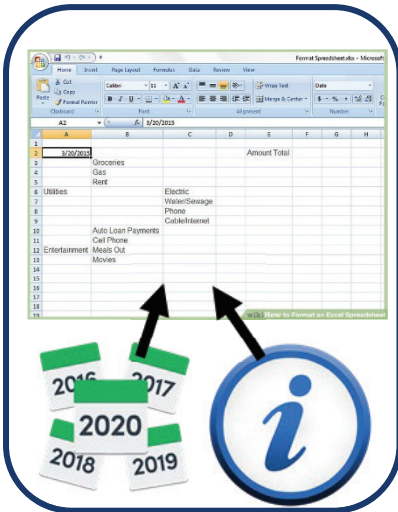 Format Spreadsheet.xlsx - Microsoft
Home Insert Page Layout Formulas Data Review View
Cut
Copy
Format Painter
Paste
Clipboard
Calibri 11
B I U
Font
Wrap Text
Merge & Center
Alignment
Date
$ % ,
Number
A2 fx 3/20/2015
A B C D E F G H
1
2 3/20/2015 Amount Total
3 Groceries
4 Gas
5 Rent
6 Utilities Electric
7 Water/Sewage
8 Phone
9 Cable/Internet
10 Auto Loan Payments
11 Cell Phone
12 Entertainment Meals Out
13 Movies
14
15
16
17
18
19
wikiHow to Format an Excel Spreadsheet
2016 2017
2020
2018 2019
i